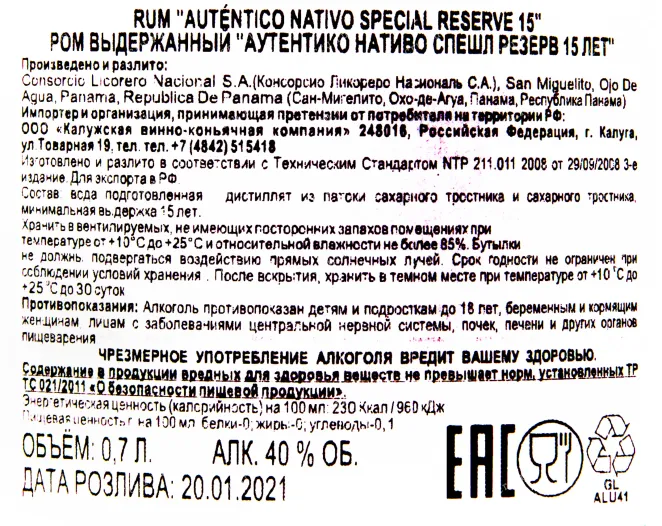 RUM "AUTÉNTICO NATIVO SPECIAL RESERVE 15"
РОМ ВЫДЕРЖАННЫЙ "АУТЕНТИКО НАТИВО СПЕШЛ РЕЗЕРВ 15 ЛЕТ"
Произведено и разлито:
Consorcio Licorero Nacional S.A.(Консорсио Ликореро Насиональ С.А.), San Miguelito, Ojo De
Agua, Panama, Republica De Panama (Сан-Мигелито, Охо-де-Агуа, Панама, Республика Панама)
Импортер и организация, принимающая претензии от потребителя на территории РФ:
ООО «Калужская винно-коньячная компания» 248016, Российская Федерация, г. Калуга,
ул Товарная 19, тел. тел. +7 (4842) 515418
Изготовлено и разлито в соответствии с Техническим Стандартом NTP 211.011 2008 от 29/09/2008 3-е
издание. Для экспорта в РФ
Состав: вода подготовленная дистиллят из патоки сахарного тростника и сахарного тростника,
минимальная выдержка 15 лет.
Хранить в вентилируемых, не имеющих посторонних запахов помещениях при
температуре от +10°С до +25°С и относительной влажности не более 85%. Бутылки
не должны подвергаться воздействию прямых солнечных лучей. Срок годности не ограничен при
соблюдении условий хранения . После вскрытия, хранить в темном месте при температуре от +10 °С до
+25 °С до 30 суток
Противопоказания: Алкоголь противопоказан детям и подросткам до 18 лет, беременным и кормящим
женщинам лицам с заболеваниями центральной нервной системы, почек, печени и других органов
пищеварения
ЧРЕЗМЕРНОЕ УПОТРЕБЛЕНИЕ АЛКОГОЛЯ ВРЕДИТ ВАШЕМУ ЗДОРОВЬЮ.
Содержание в продукции вредных для здоровья веществ не превышает норм, установленных ТР
ТС 021/2011 «О безопасности пищевой продукции».
Энергетическая ценность (калорийность) на 100 мл: 230 Ккал / 960 кДж
Пищевая ценность г на 100 мл белки-0; жиры-0; углеводы-0,1
ОБЪЁМ: 0,7 Л. АЛК. 40 % ОБ.
ДАТА РОЗЛИВА: 20.01.2021
EAC
GL
ALU41